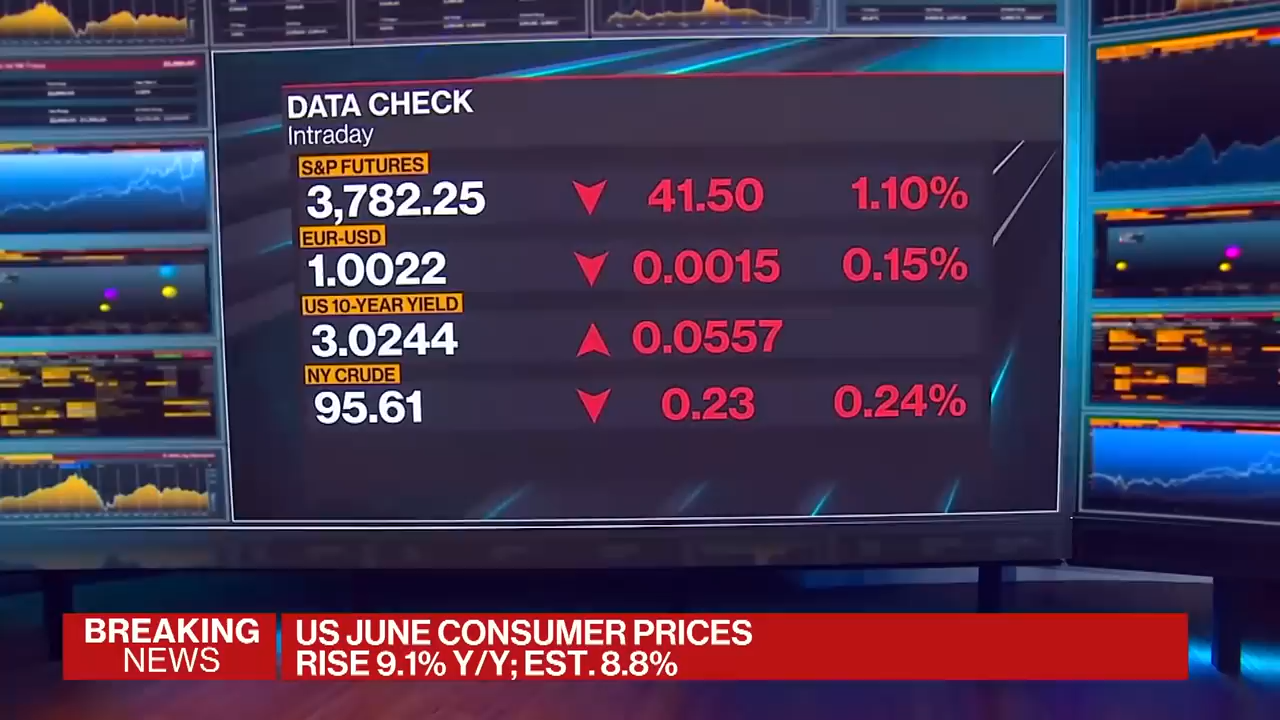 DATA CHECK
Intraday
S&P FUTURES
3,782.25 ▼ 41.50 1.10%
EUR-USD
1.0022 ▼ 0.0015 0.15%
US 10-YEAR YIELD
3.0244 ▲ 0.0557
NY CRUDE
95.61 ▼ 0.23 0.24%
BREAKING
NEWS
US JUNE CONSUMER PRICES
RISE 9.1% Y/Y; EST. 8.8%